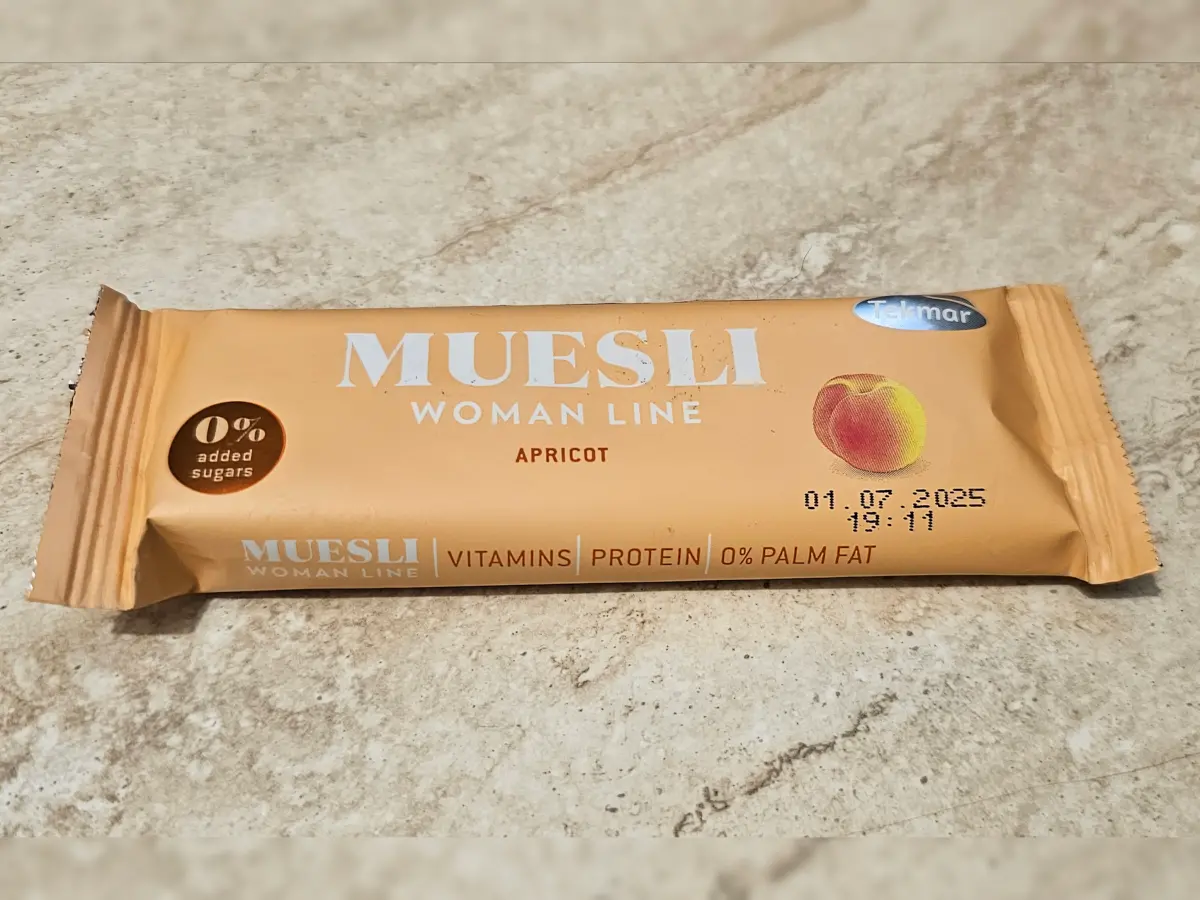 Tekmar
MUESLI
WOMAN LINE
APRICOT
0%
added
sugars
01.07.2025
19:11
MUESLI
WOMAN LINE
VITAMINS
PROTEIN
0% PALM FAT